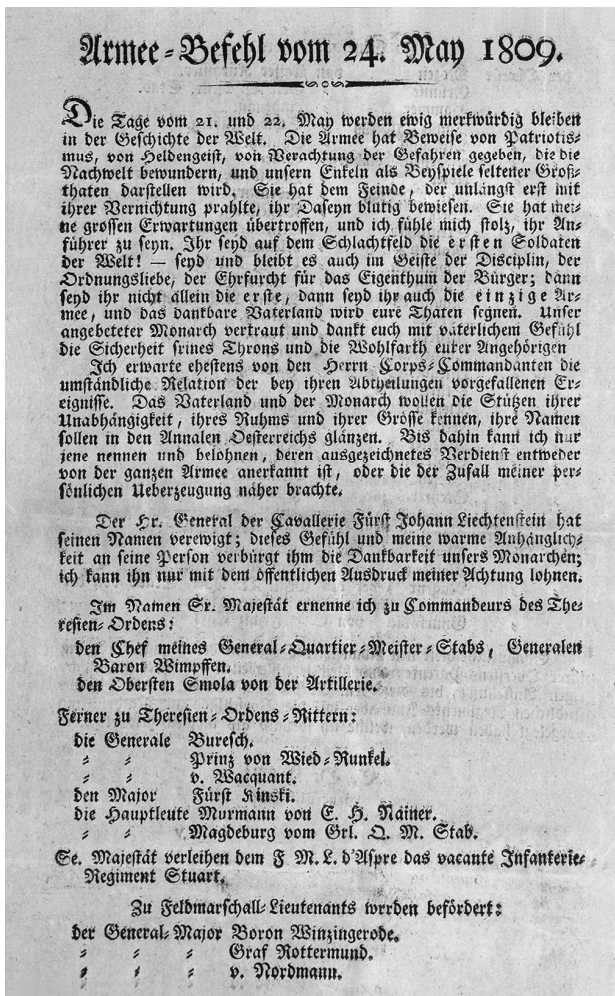 Armee-Befehl vom 24. May 1809.
Die Tage vom 21. und 22. May werden ewig merkwürdig bleiben
in der Geschichte der Welt. Die Armee hat Beweise von Patriotis-
mus, von Heldengeist, von Verachtung der Gefahren gegeben, die die
Nachwelt bewundern, und unsern Enkeln als Beyspiele seltener Groß-
thaten darstellen wird. Sie hat dem Feinde, der unlängst erst mit
ihrer Vernichtung prahlte, ihr Daseyn blutig bewiesen. Sie hat mei-
ne grossen Erwartungen übertroffen, und ich fühle mich stolz, ihr An-
führer zu seyn. Ihr seyd auf dem Schlachtfeld die ersten Soldaten
der Welt! — seyd und bleibt es auch im Geiste der Disciplin, der
Ordnungsliebe, der Ehrfurcht für das Eigenthum der Bürger; dann
seyd ihr nicht allein die erste, dann seyd ihr auch die einzige Ar-
mee, und das dankbare Vaterland wird eure Thaten segnen. Unser
angebeteter Monarch vertraut und dankt euch mit väterlichem Gefühl
die Sicherheit seines Throns und die Wohlfarth eurer Angehörigen
Ich erwarte ehestens von den Herrn Corps-Commandanten die
umständliche Relation der bey ihren Abtheilungen vorgefallenen Er-
eignisse. Das Vaterland und der Monarch wollen die Stützen ihrer
Unabhängigkeit, ihres Ruhms und ihrer Grösse kennen, ihre Namen
sollen in den Annalen Oesterreichs glänzen. Bis dahin kann ich nur
jene nennen und belohnen, deren ausgezeichnetes Verdienst entweder
von der ganzen Armee anerkannt ist, oder die der Zufall meiner per-
sönlichen Ueberzeugung näher brachte.
Der Hr. General der Cavallerie Fürst Johann Liechtenstein hat
seinen Namen verewigt; dieses Gefühl und meine warme Anhänglich-
keit an seine Person verbürgt ihm die Dankbarkeit unsers Monarchen;
ich kann ihn nur mit dem öffentlichen Ausdruck meiner Achtung lohnen.
Im Namen Sr. Majestät ernenne ich zu Commandeurs des The-
resien-Ordens:
den Chef meines General-Quartier-Meister-Stabs, Generalen
Baron Wimpffen.
den Obersten Smola von der Artillerie.
Ferner zu Theresien-Ordens-Rittern:
die Generale Buresch.
- - Prinz von Wied-Runkel.
- - v. Wacquant.
den Major Fürst Kinski.
die Hauptleute Murmann von E. H. Rainer.
- - Magdeburg vom Grl. Q. M. Stab.
Se. Majestät verleihen dem F M. L. d'Aspre das vacante Infanterie-
Regiment Stuart.
Zu Feldmarschall-Lieutenants werden befördert:
der General-Major Boron Winzingerode.
- - - Graf Rottermund.
- - - v. Nordmann.